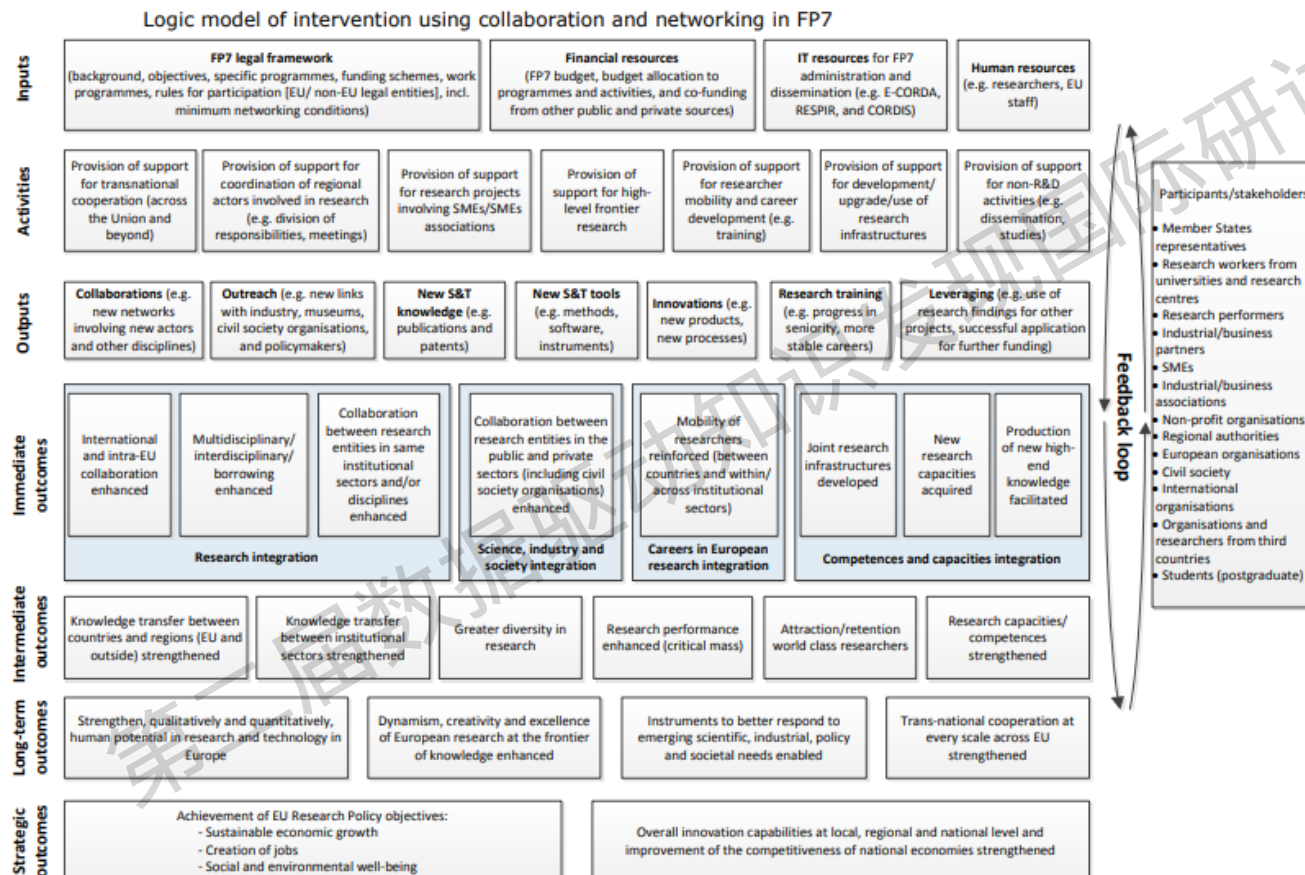 Logic model of intervention using collaboration and networking in FP7
Inputs
FP7 legal framework
(background, objectives, specific programmes, funding schemes, work
programmes, rules for participation [EU/ non-EU legal entities], incl.
minimum networking conditions)
Financial resources
(FP7 budget, budget allocation to
programmes and activities, and co-funding
from other public and private sources)
IT resources for FP7
administration and
dissemination (e.g. E-CORDA,
RESPIR, and CORDIS)
Human resources
(e.g. researchers, EU
staff)
Activities
Provision of support
for transnational
cooperation (across
the Union and
beyond)
Provision of support for
coordination of regional
actors involved in research
(e.g. division of
responsibilities, meetings)
Provision of support
for research projects
involving SMEs/SMEs
associations
Provision of
support for high-
level frontier
research
Provision of support
for researcher
mobility and career
development (e.g.
training)
Provision of support
for development/
upgrade/use of
research
infrastructures
Provision of support
for non-R&D
activities (e.g.
dissemination,
studies)
Outputs
Collaborations (e.g.
new networks
involving new actors
and other disciplines)
Outreach (e.g. new links
with industry, museums,
civil society organisations,
and policymakers)
New S&T
knowledge (e.g.
publications and
patents)
New S&T tools
(e.g. methods,
software,
instruments)
Innovations (e.g.
new products,
new processes)
Research training
(e.g. progress in
seniority, more
stable careers)
Leveraging (e.g. use of
research findings for other
projects, successful application
for further funding)
Immediate
outcomes
International
and intra-EU
collaboration
enhanced
Multidisciplinary/
interdisciplinary/
borrowing
enhanced
Collaboration
between research
entities in same
institutional
sectors and/or
disciplines
enhanced
Research integration
Collaboration between
research entities in the
public and private
sectors (including civil
society organisations)
enhanced
Science, industry and
society integration
Mobility of
researchers
reinforced (between
countries and within/
across institutional
sectors)
Careers in European
research integration
Joint research
infrastructures
developed
New
research
capacities
acquired
Production
of new high-
end
knowledge
facilitated
Competences and capacities integration
Intermediate
outcomes
Knowledge transfer between
countries and regions (EU and
outside) strengthened
Knowledge transfer
between institutional
sectors strengthened
Greater diversity in
research
Research performance
enhanced (critical mass)
Attraction/retention
world class researchers
Research capacities/
competences
strengthened
Long-term
outcomes
Strengthen, qualitatively and quantitatively,
human potential in research and technology in
Europe
Dynamism, creativity and excellence
of European research at the frontier
of knowledge enhanced
Instruments to better respond to
emerging scientific, industrial, policy
and societal needs enabled
Trans-national cooperation at
every scale across EU
strengthened
Strategic
outcomes
Achievement of EU Research Policy objectives:
- Sustainable economic growth
- Creation of jobs
- Social and environmental well-being
Overall innovation capabilities at local, regional and national level and
improvement of the competitiveness of national economies strengthened
Feedback loop
Participants/stakeholders
• Member States
representatives
• Research workers from
universities and research
centres
• Research performers
• Industrial/business
partners
• SMEs
• Industrial/business
associations
• Non-profit organisations
• Regional authorities
• European organisations
• Civil society
• International
organisations
• Organisations and
researchers from third
countries
• Students (postgraduate)
第二届数据驱动知识发现国际研讨